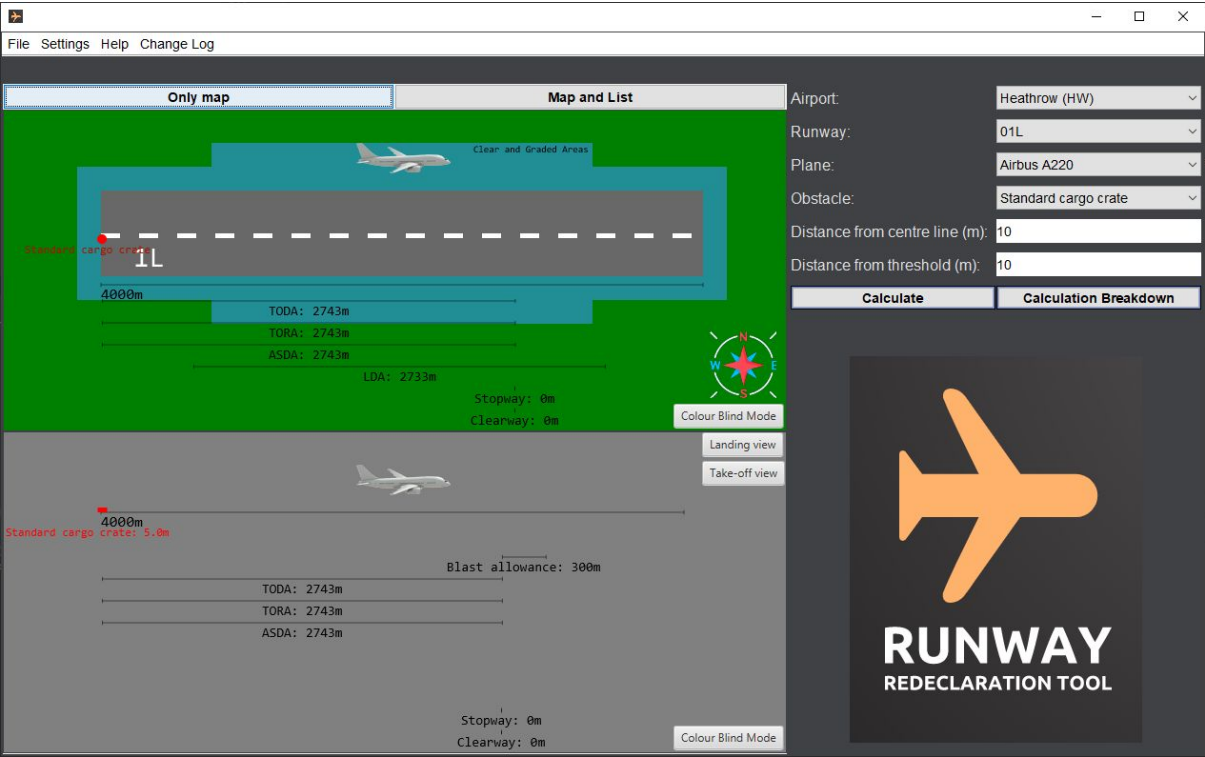 File Settings Help Change Log
Only map Map and List
Clear and Graded Areas
Standard cargo crate
1L
4000m
TODA: 2743m
TORA: 2743m
ASDA: 2743m
LDA: 2733m
Stopway: 0m
Clearway: 0m
N
W E
S
Colour Blind Mode
Landing view
Take-off view
4000m
Standard cargo crate: 5.0m
Blast allowance: 300m
TODA: 2743m
TORA: 2743m
ASDA: 2743m
Stopway: 0m
Clearway: 0m
Colour Blind Mode
Airport: Heathrow (HW)
Runway: 01L
Plane: Airbus A220
Obstacle: Standard cargo crate
Distance from centre line (m): 10
Distance from threshold (m): 10
Calculate Calculation Breakdown
RUNWAY
REDECLARATION TOOL